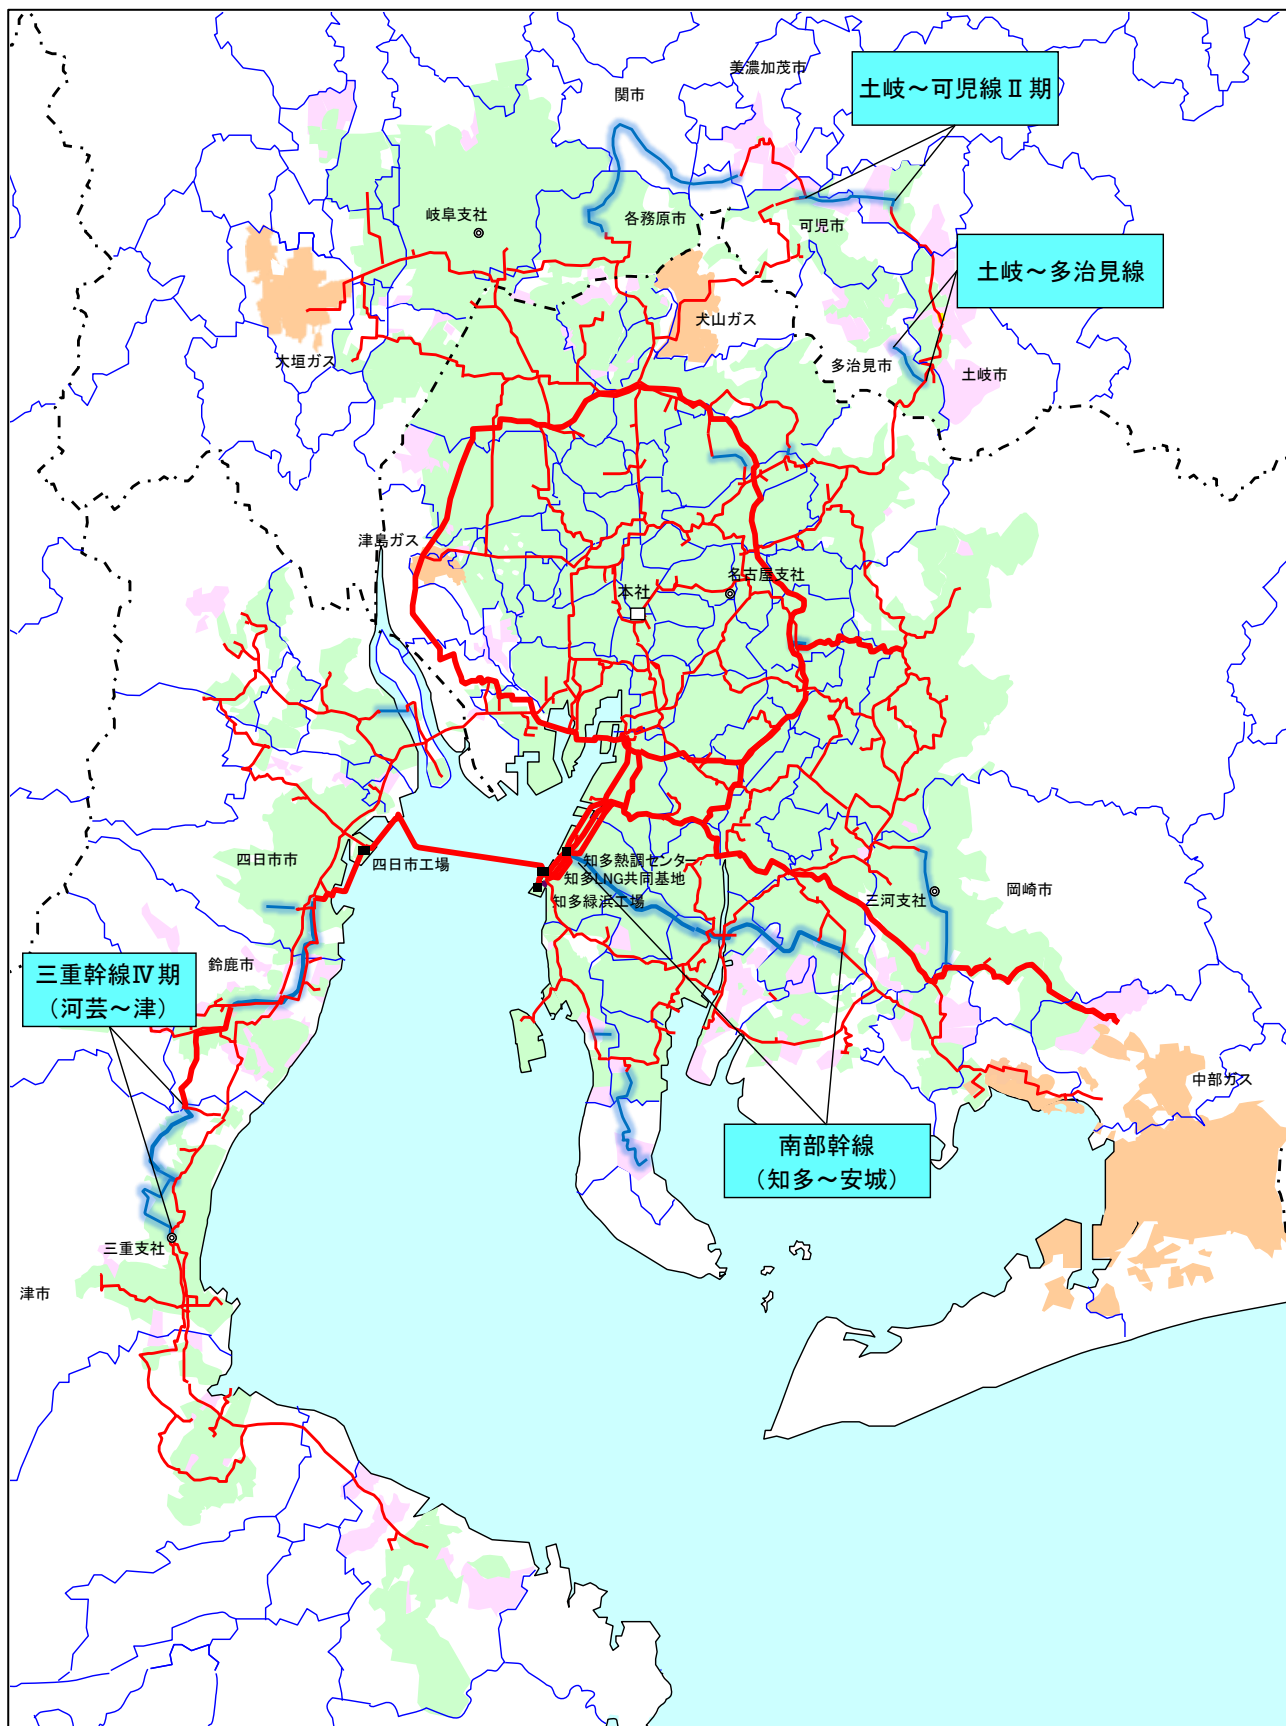 美濃加茂市
関市
土岐～可児線Ⅱ期
岐阜支社
各務原市
可児市
土岐～多治見線
犬山ガス
大垣ガス
多治見市
土岐市
津島ガス
名古屋支社
本社
四日市市
四日市工場
知多熱調センター
知多LNG共同基地
知多緑浜工場
三河支社
岡崎市
鈴鹿市
三重幹線Ⅳ期
（河芸～津）
中部ガス
南部幹線
（知多～安城）
三重支社
津市